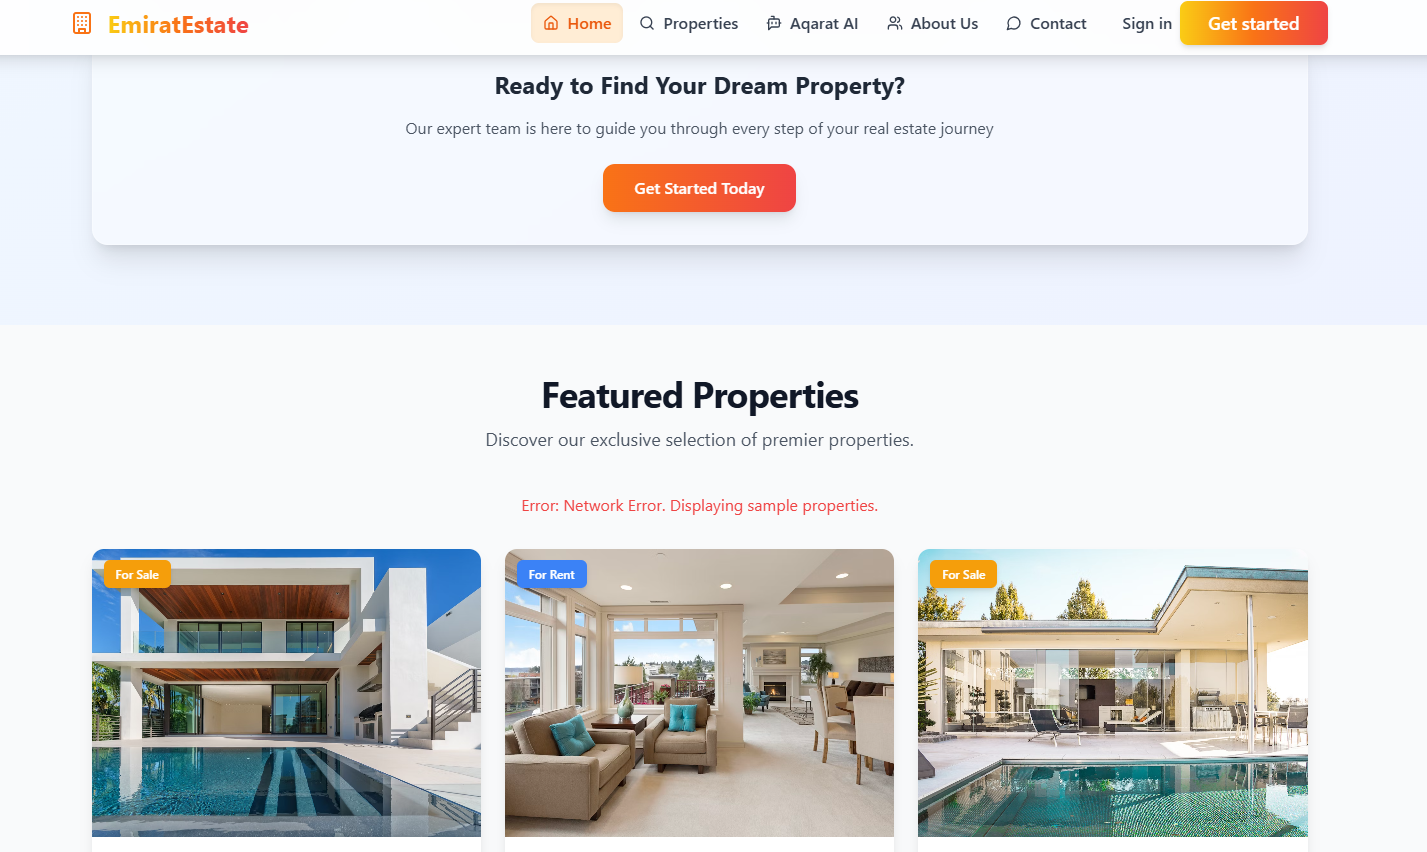 EmiratEstate
Home
Properties
Aqarat AI
About Us
Contact
Sign in
Get started
Ready to Find Your Dream Property?
Our expert team is here to guide you through every step of your real estate journey
Get Started Today
Featured Properties
Discover our exclusive selection of premier properties.
Error: Network Error. Displaying sample properties.
For Sale
For Rent
For Sale